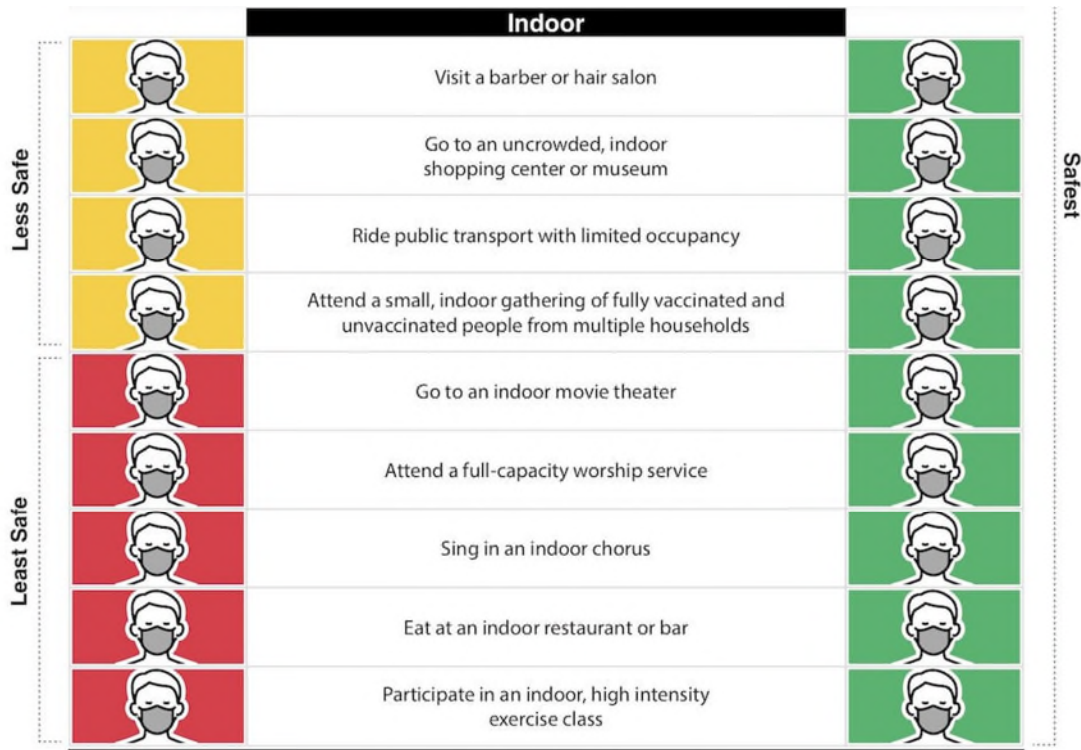 Indoor
Less Safe
Visit a barber or hair salon
Go to an uncrowded, indoor
shopping center or museum
Ride public transport with limited occupancy
Attend a small, indoor gathering of fully vaccinated and
unvaccinated people from multiple households
Least Safe
Go to an indoor movie theater
Attend a full-capacity worship service
Sing in an indoor chorus
Eat at an indoor restaurant or bar
Participate in an indoor, high intensity
exercise class
Safest